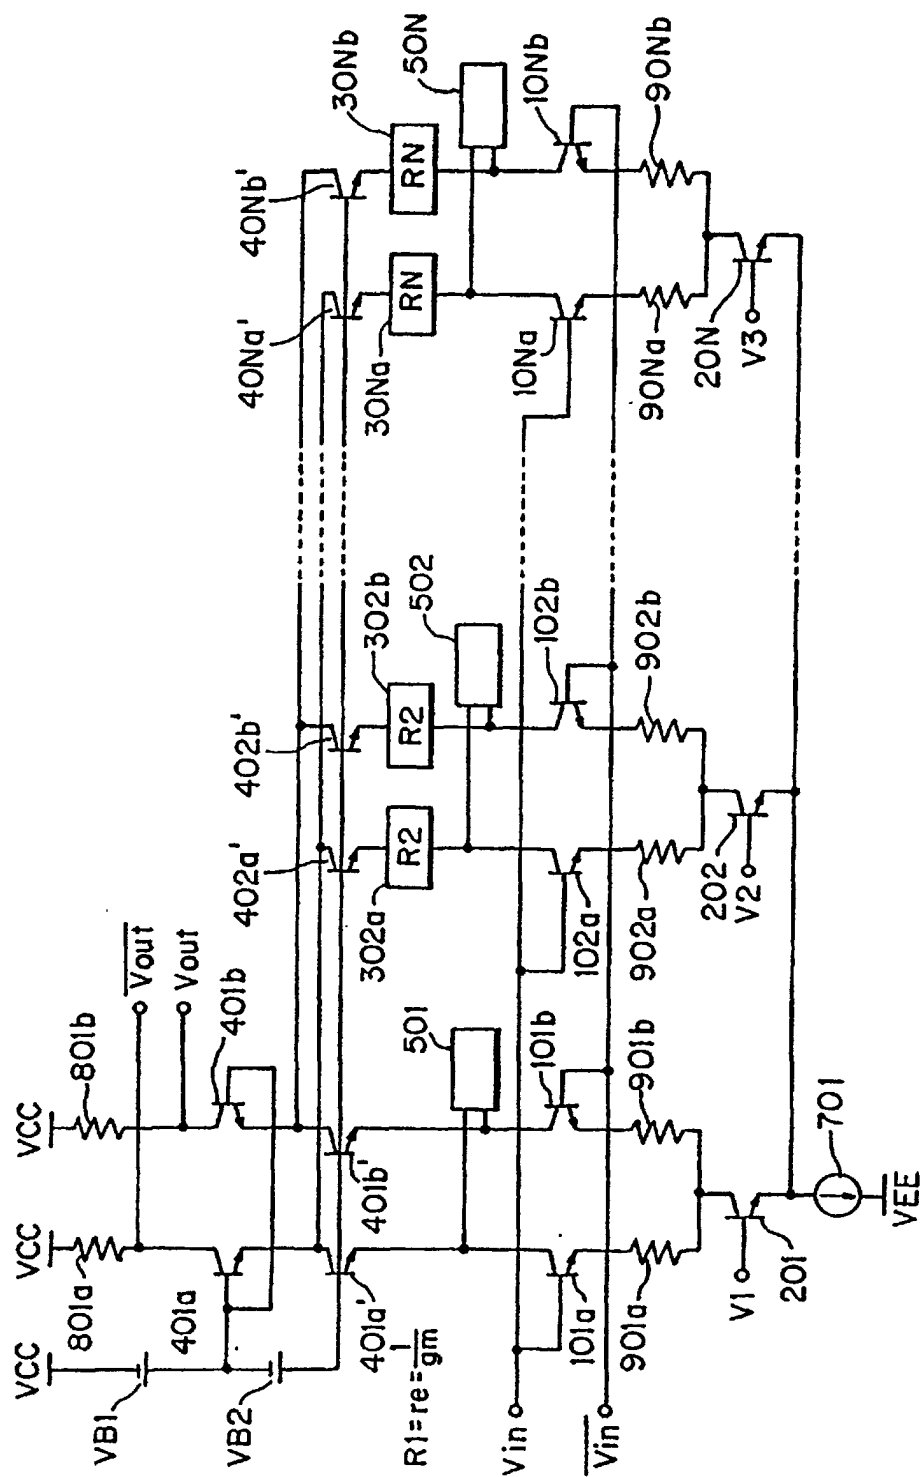 VCC
VCC
VCC
801a
801b
Vout
Vout
VB1
401a
401b
VB2
401a'
401b'
402a'
402b'
40Na'
40Nb'
R1=re=1/gm
302a
R2
R2
302b
30Na
RN
RN
30Nb
501
502
50N
Vin
101a
101b
102a
102b
10Na
10Nb
Vin
901a
901b
902a
902b
90Na
90Nb
V1
201
202
V2
20N
V3
701
VEE